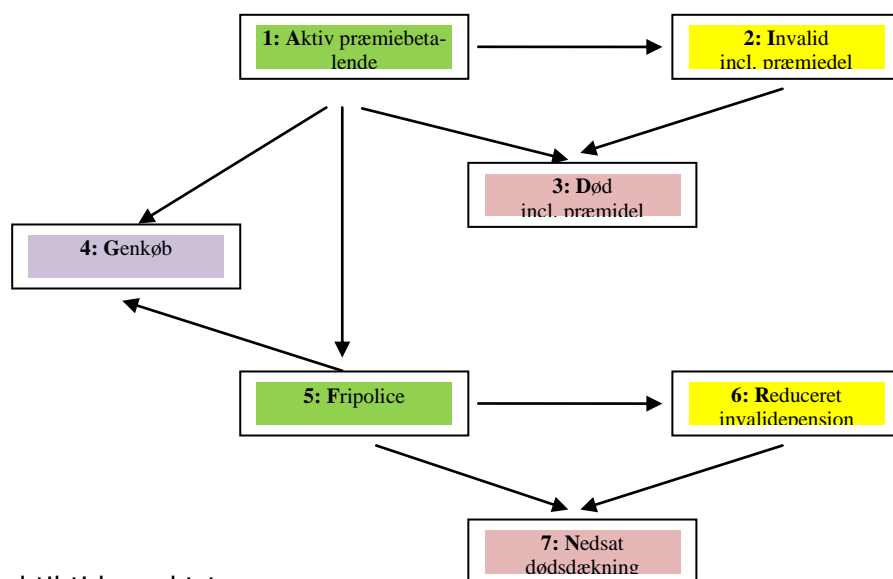 1: Aktiv præmiebeta-
lende
2: Invalid
incl. præmiedel
3: Død
incl. præmidel
4: Genkøb
5: Fripolice
6: Reduceret
invalidepension
7: Nedsat
dødsdækning